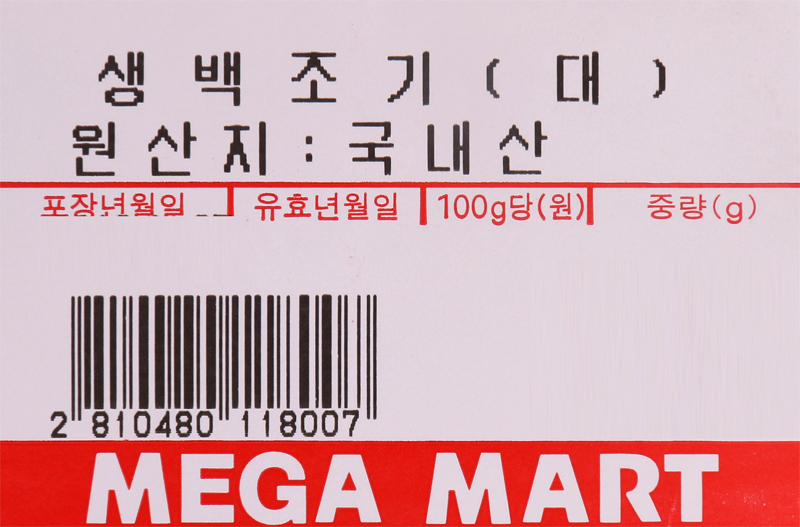 생백조기(대)
원산지:국내산
포장년월일 유효년월일 100g당(원) 중량(g)
2 810480 118007
MEGA MART